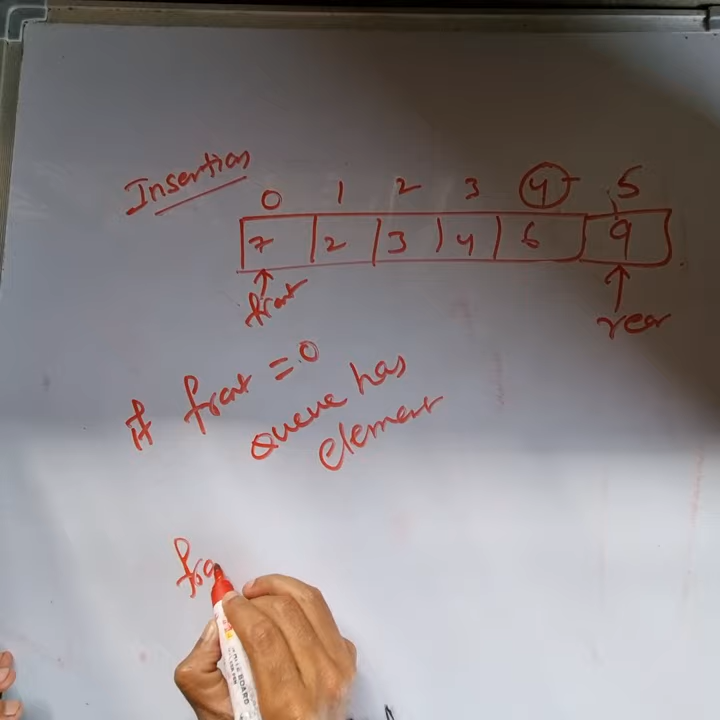 Insertion
0 1 2 3 4 5
7 2 3 4 6 9
front rear
if front = 0
queue has
element
fro